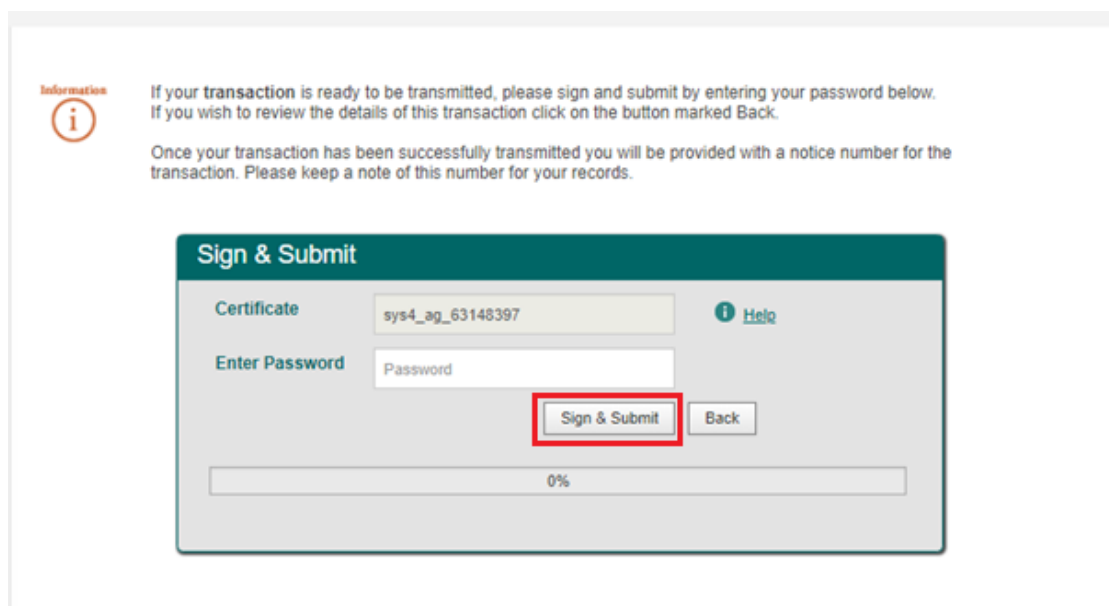 Information
If your transaction is ready to be transmitted, please sign and submit by entering your password below.
If you wish to review the details of this transaction click on the button marked Back.
Once your transaction has been successfully transmitted you will be provided with a notice number for the
transaction. Please keep a note of this number for your records.
Sign & Submit
Certificate
sys4_ag_63148397
Help
Enter Password
Password
Sign & Submit
Back
0%